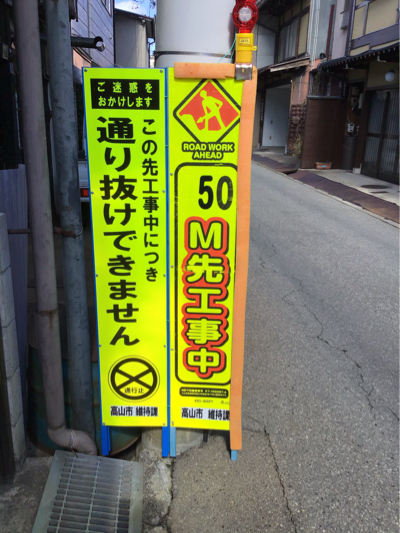 ご迷惑を
おかけします
この先工事中につき
通り抜けできません
通行止
高山市 維持課
ROAD WORK
AHEAD
50
M先工事中
高山市 維持課